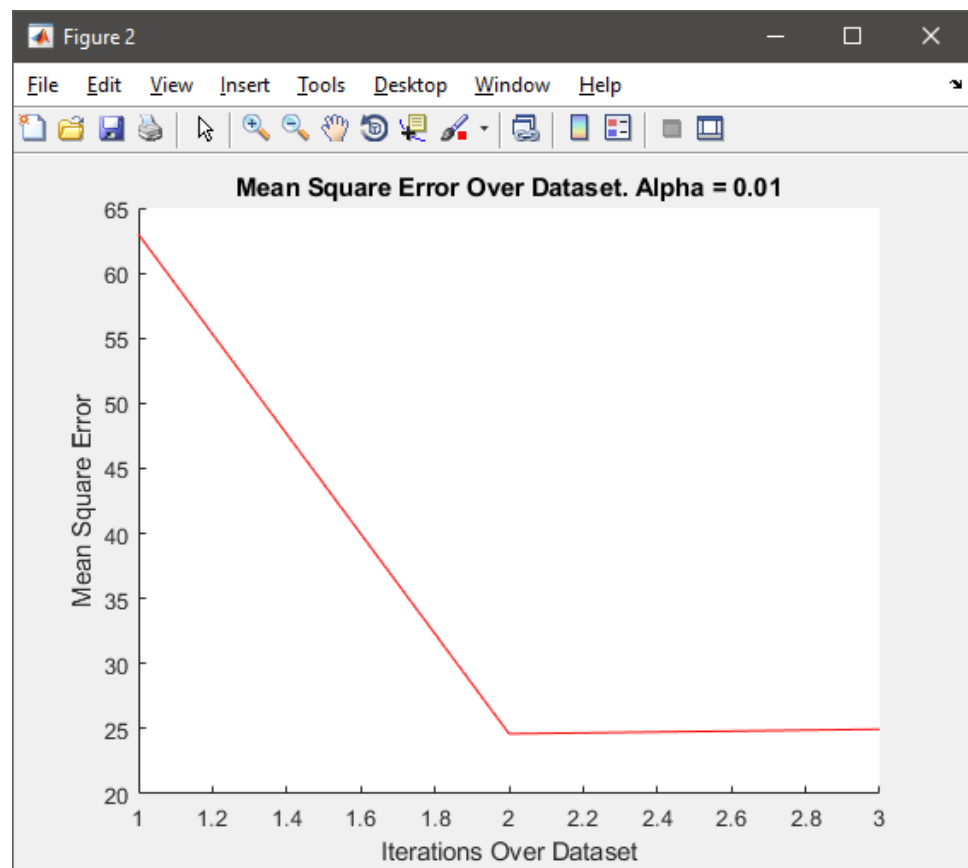 Figure 2
File Edit View Insert Tools Desktop Window Help
Mean Square Error Over Dataset. Alpha = 0.01
65
60
55
50
45
40
35
30
25
20
Mean Square Error
1 1.2 1.4 1.6 1.8 2 2.2 2.4 2.6 2.8 3
Iterations Over Dataset